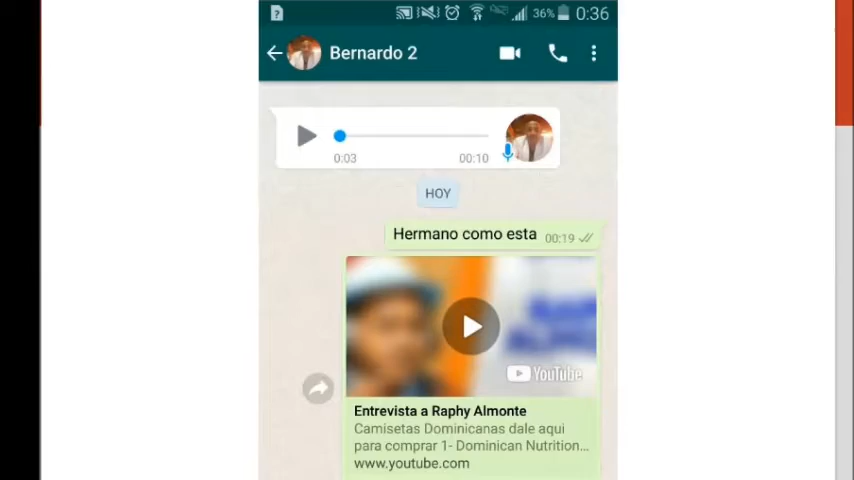 36% 0:36
Bernardo 2
0:03 00:10
HOY
Hermano como esta 00:19
YouTube
Entrevista a Raphy Almonte
Camisetas Dominicanas dale aqui
para comprar 1- Dominican Nutrition...
www.youtube.com